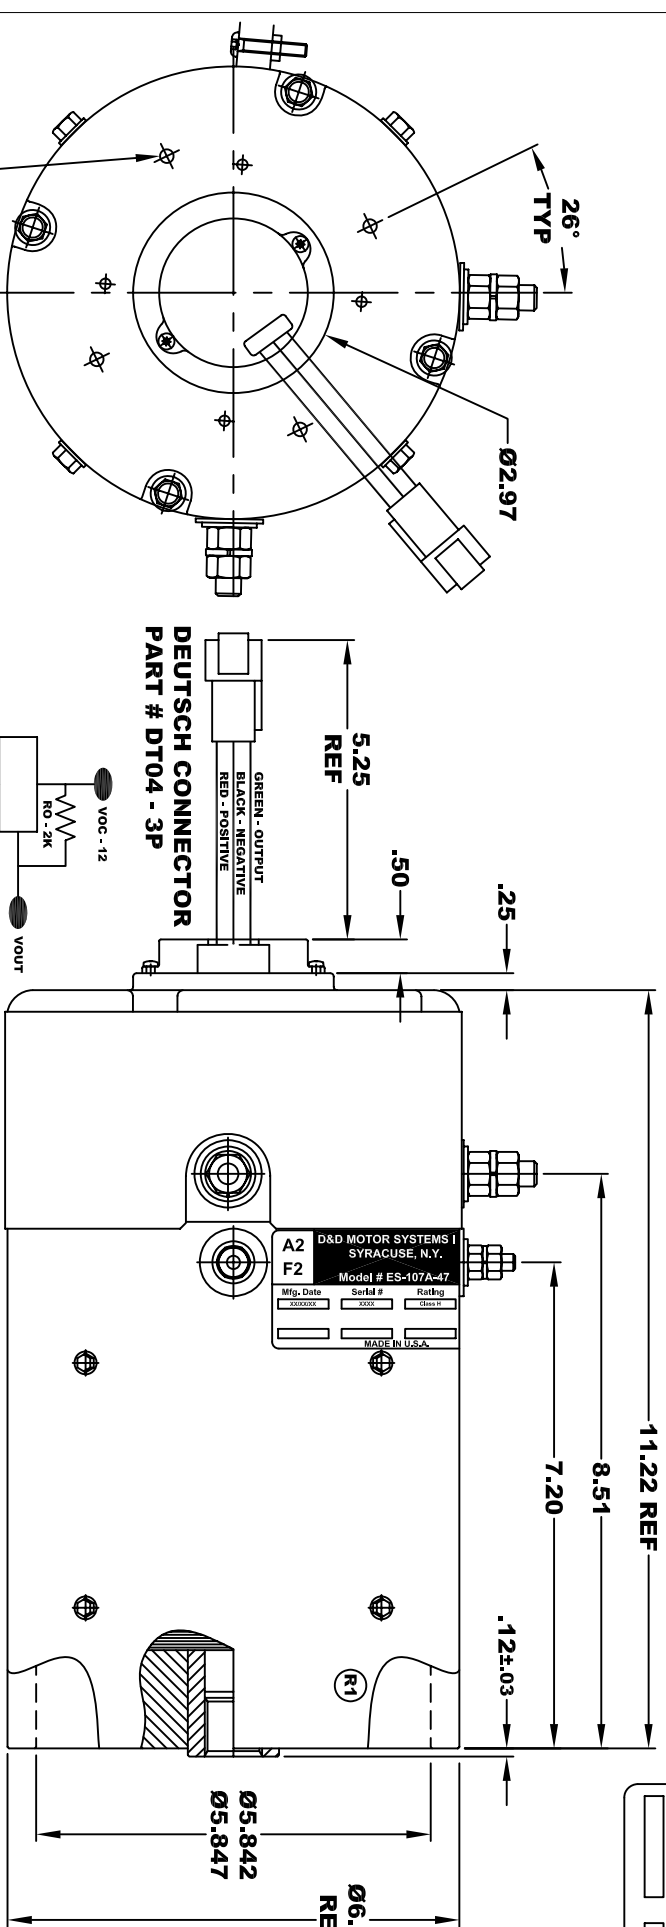 26°
TYP
Ø2.97
DEUTSCH CONNECTOR
PART # DT04 - 3P
5.25
REF
GREEN - OUTPUT
BLACK - NEGATIVE
RED - POSITIVE
VOC - 12
RO - 2K
VOUT
.50
.25
11.22 REF
8.51
7.20
.12±.03
D&D MOTOR SYSTEMS I
SYRACUSE, N.Y.
A2
F2
Model # ES-107A-47
Mfg. Date
Serial #
Rating
XX/XX/XX
XXXX
Class H
MADE IN U.S.A.
R1
Ø5.842
Ø5.847
Ø6.
RE